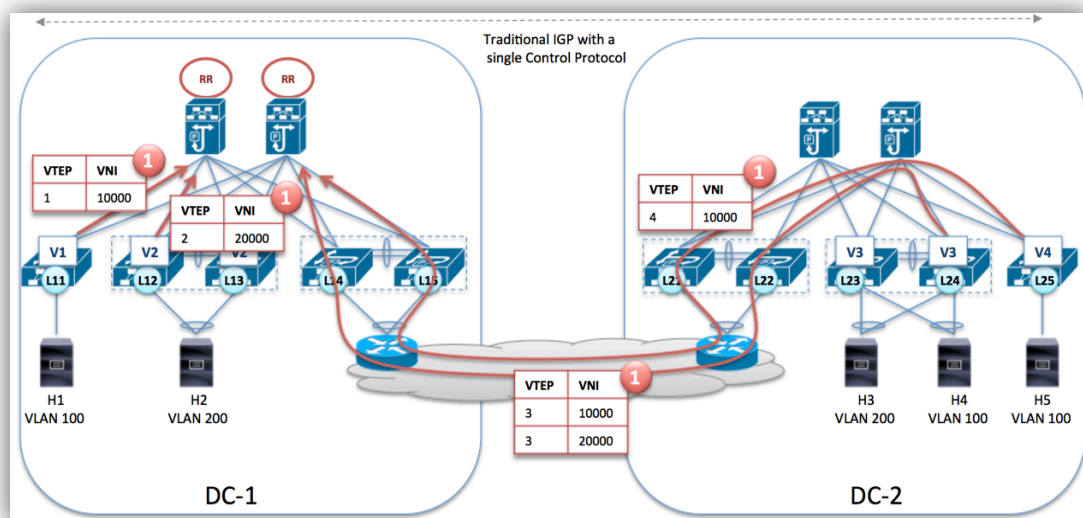 Traditional IGP with a
single Control Protocol
RR
RR
VTEP VNI
1 10000
1
VTEP VNI
2 20000
1
VTEP VNI
4 10000
1
V1
V2
V2
V3
V3
V4
L11
L12
L13
L14
L15
L21
L22
L23
L24
L25
P
P
VTEP VNI
3 10000
3 20000
1
H1
VLAN 100
H2
VLAN 200
H3
VLAN 200
H4
VLAN 100
H5
VLAN 100
DC-1
DC-2